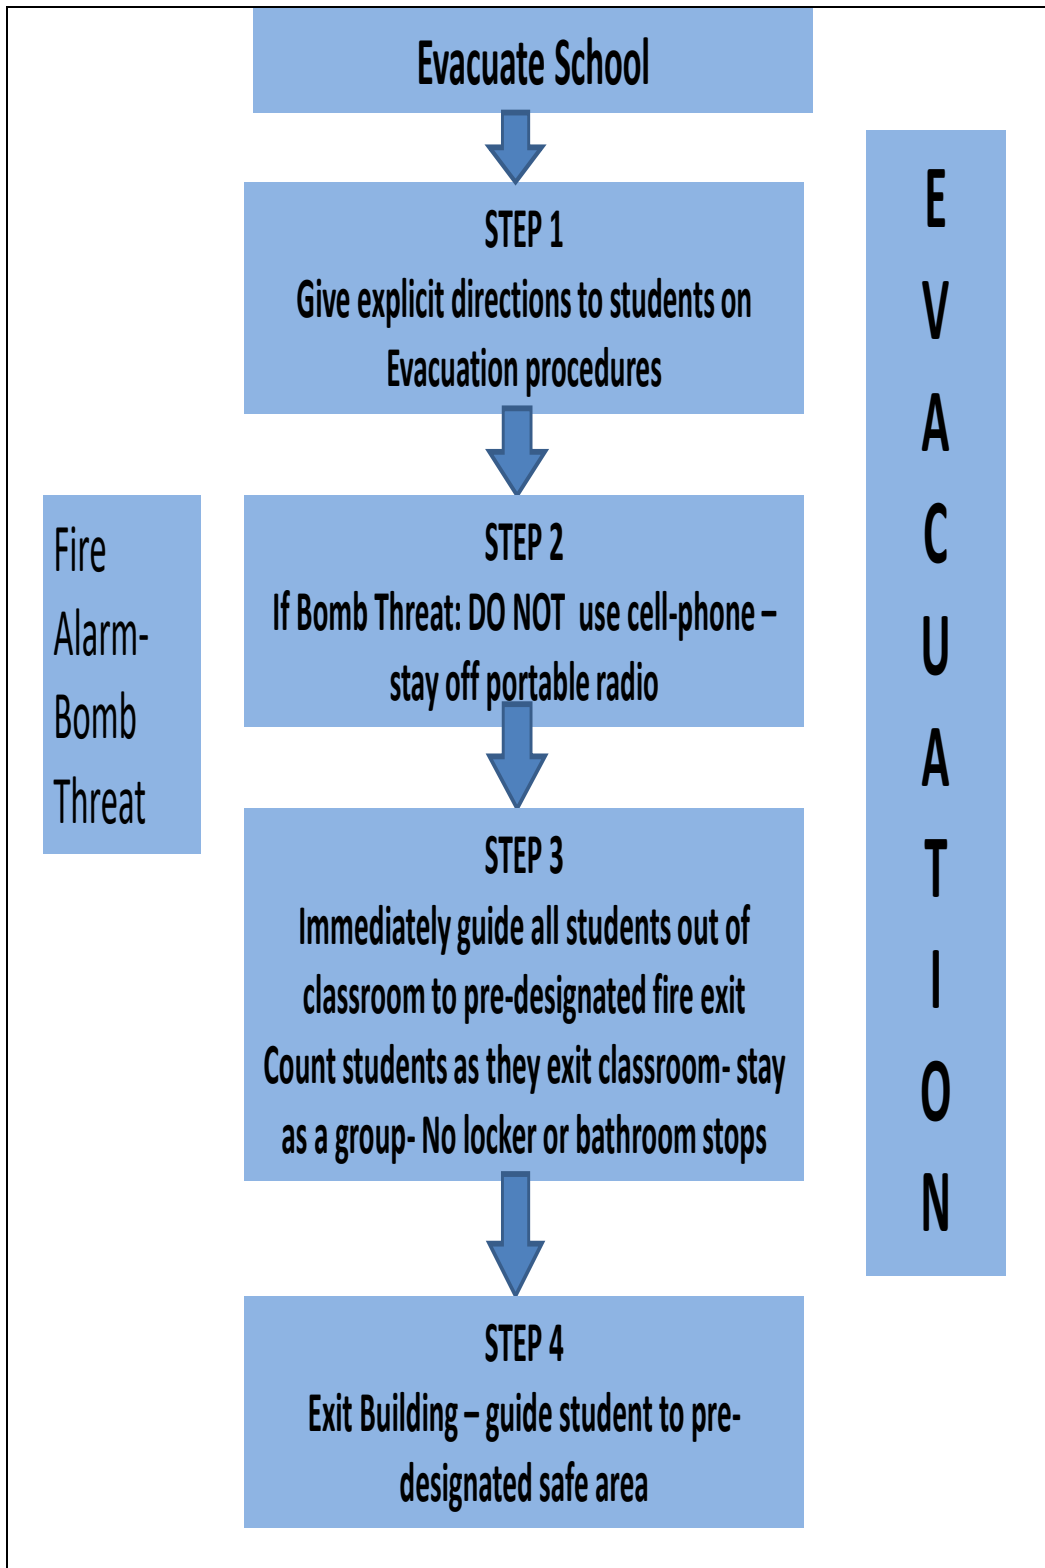 Evacuate School
STEP 1
Give explicit directions to students on
Evacuation procedures
Fire
Alarm-
Bomb
Threat
STEP 2
If Bomb Threat: DO NOT  use cell-phone –
stay off portable radio
STEP 3
Immediately guide all students out of
classroom to pre-designated fire exit
Count students as they exit classroom- stay
as a group- No locker or bathroom stops
STEP 4
Exit Building – guide student to pre-
designated safe area
E
V
A
C
U
A
T
I
O
N